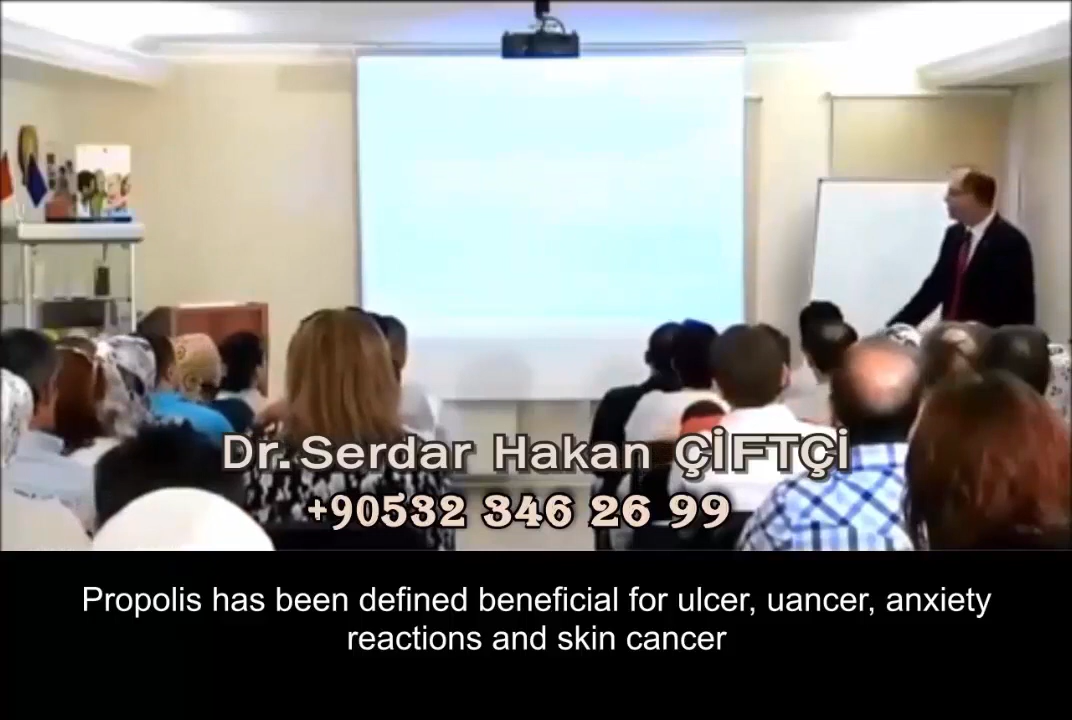 Dr. Serdar Hakan ÇİFTÇİ
+90532 346 26 99
Propolis has been defined beneficial for ulcer, uancer, anxiety
reactions and skin cancer